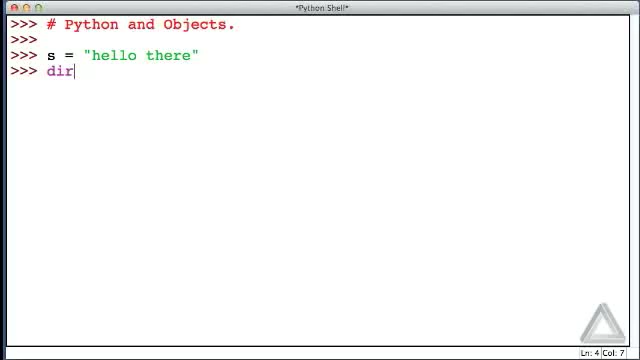 *Python Shell*
>>> # Python and Objects.
>>>
>>> s = "hello there"
>>> dir
Ln: 4 Col: 7